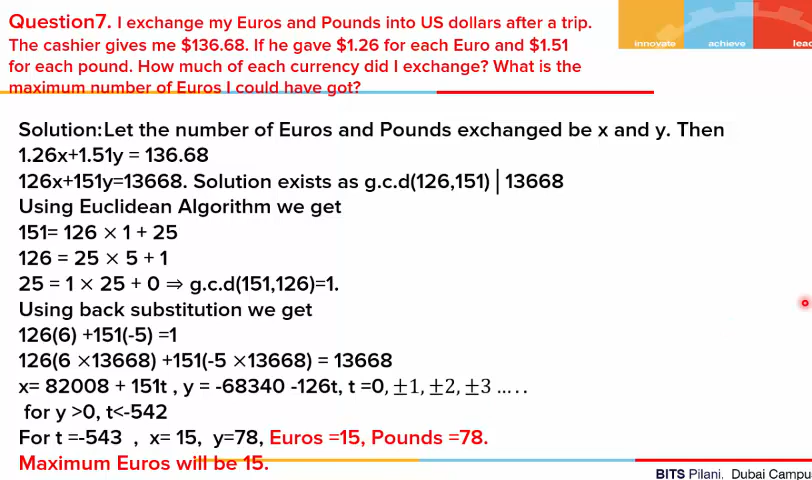 Question7. I exchange my Euros and Pounds into US dollars after a trip.
The cashier gives me $136.68. If he gave $1.26 for each Euro and $1.51
for each pound. How much of each currency did I exchange? What is the
maximum number of Euros I could have got?
innovate achieve lead
Solution:Let the number of Euros and Pounds exchanged be x and y. Then
1.26x+1.51y = 136.68
126x+151y=13668. Solution exists as g.c.d(126,151) | 13668
Using Euclidean Algorithm we get
151= 126 × 1 + 25
126 = 25 × 5 + 1
25 = 1 × 25 + 0 ⇒ g.c.d(151,126)=1.
Using back substitution we get
126(6) +151(-5) =1
126(6 ×13668) +151(-5 ×13668) = 13668
x= 82008 + 151t , y = -68340 -126t, t =0, ±1, ±2, ±3 .....
for y >0, t<-542
For t =-543 , x= 15, y=78, Euros =15, Pounds =78.
Maximum Euros will be 15.
BITS Pilani, Dubai Campu